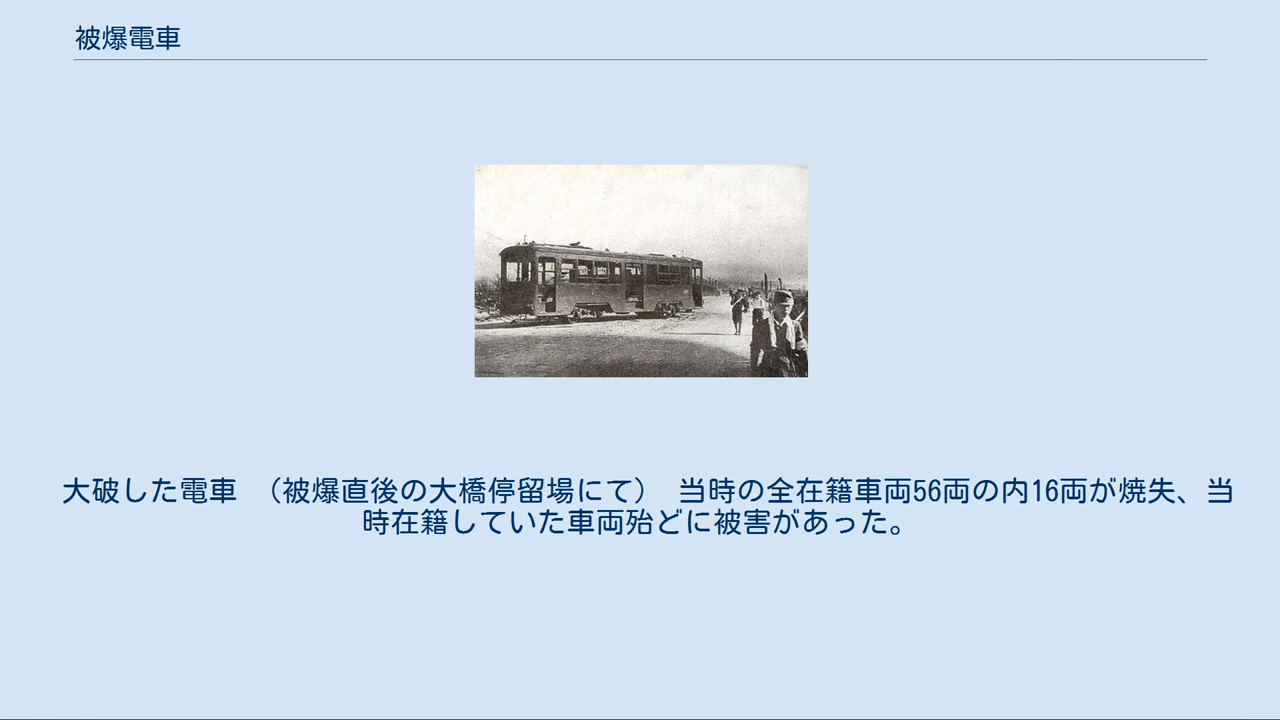 被爆電車
大破した電車　（被爆直後の大橋停留場にて）　当時の全在籍車両56両の内16両が焼失、当
時在籍していた車両殆どに被害があった。